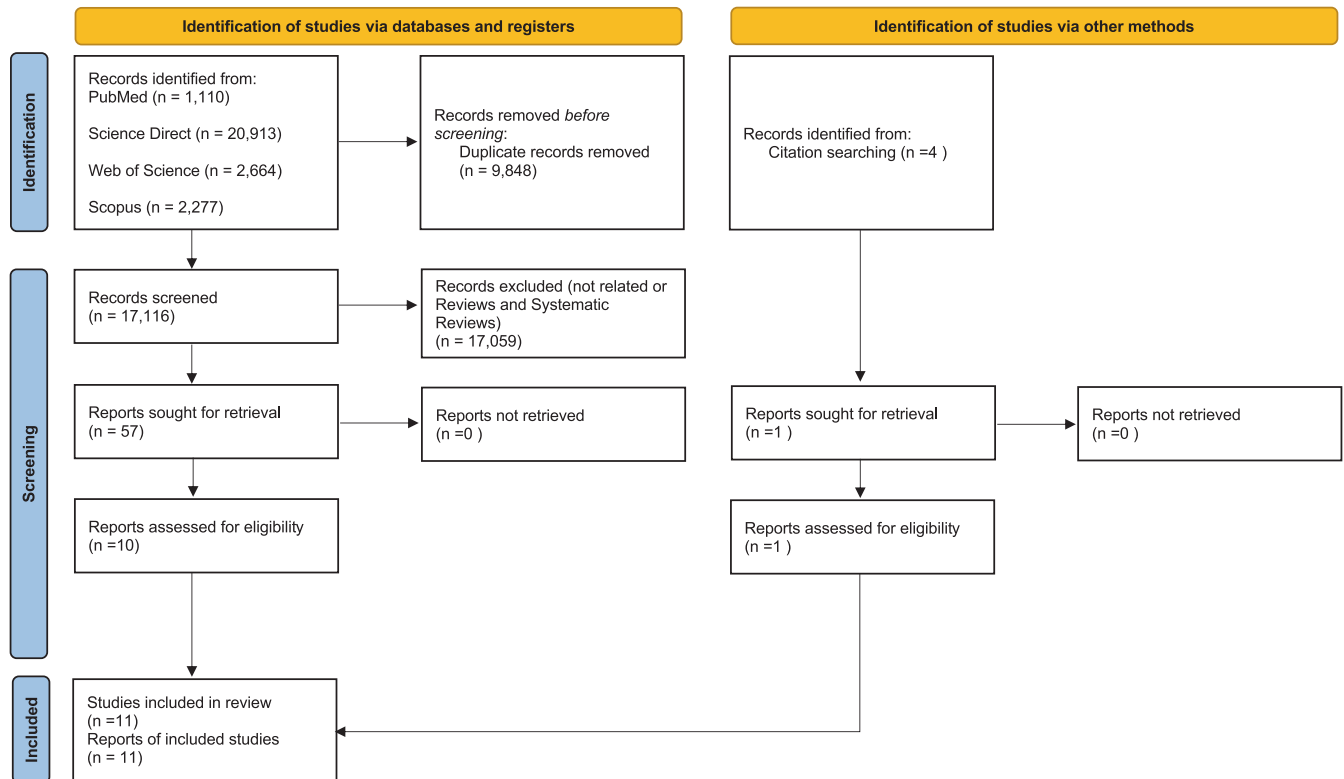 Identification of studies via databases and registers
Identification of studies via other methods
Identification
Records identified from:
PubMed (n = 1,110)
Science Direct (n = 20,913)
Web of Science (n = 2,664)
Scopus (n = 2,277)
Records removed before
screening:
Duplicate records removed
(n = 9,848)
Records identified from:
Citation searching (n =4 )
Screening
Records screened
(n = 17,116)
Records excluded (not related or
Reviews and Systematic
Reviews)
(n = 17,059)
Reports sought for retrieval
(n = 57)
Reports not retrieved
(n =0 )
Reports sought for retrieval
(n =1 )
Reports not retrieved
(n =0 )
Reports assessed for eligibility
(n =10)
Reports assessed for eligibility
(n =1 )
Included
Studies included in review
(n =11)
Reports of included studies
(n = 11)